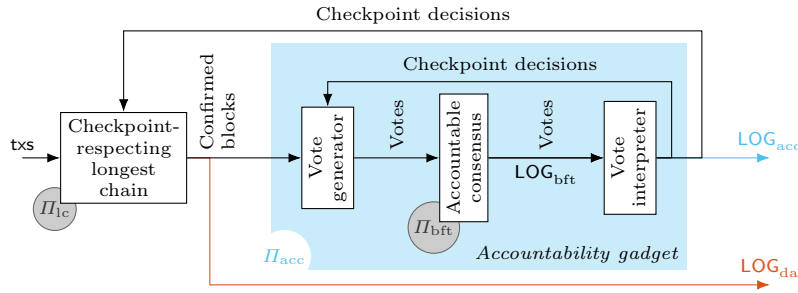 Checkpoint decisions
Checkpoint decisions
txs
Checkpoint-
respecting
longest
chain
Π_lc
Confirmed
blocks
Vote
generator
Votes
Accountable
consensus
Π_bft
Votes
LOG_bft
Vote
interpreter
LOG_acc
Π_acc
Accountability gadget
LOG_da